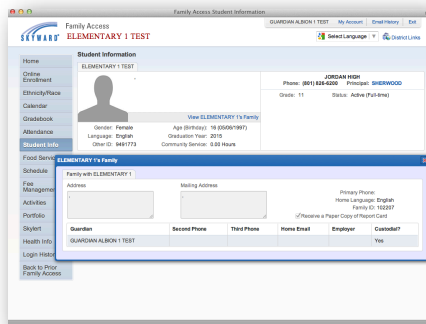 Family Access Student Information
GUARDIAN ALBION 1 TEST My Account Email History Exit
SKYWARD Family Access
ELEMENTARY 1 TEST
Select Language District Links
Home
Online Enrollment
Ethnicity/Race
Calendar
Gradebook
Attendance
Student Info
Food Servic
Schedule
Fee
Managemen
Activities
Portfolio
Skylert
Health Info
Login Histor
Back to Prior
Family Access
Student Information
ELEMENTARY 1 TEST
JORDAN HIGH
Phone: (801) 826-6200 Principal: SHERWOOD
Grade: 11 Status: Active (Full-time)
View ELEMENTARY 1's Family
Gender: Female Age (Birthday): 16 (05/06/1997)
Language: English Graduation Year: 2015
Other ID: 9491773 Community Service: 0.00 Hours
ELEMENTARY 1's Family
Family with ELEMENTARY 1
Address Mailing Address
Primary Phone:
Home Language: English
Family ID: 102207
Receive a Paper Copy of Report Card
Guardian Second Phone Third Phone Home Email Employer Custodial?
GUARDIAN ALBION 1 TEST Yes